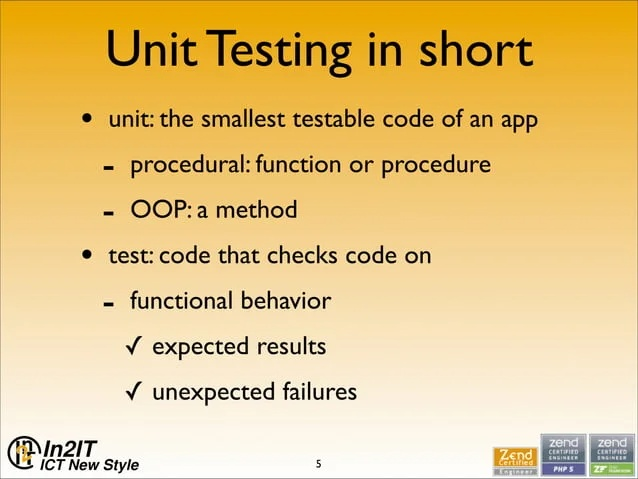 Unit Testing in short
• unit: the smallest testable code of an app
- procedural: function or procedure
- OOP: a method
• test: code that checks code on
- functional behavior
✓ expected results
✓ unexpected failures
In2IT
ICT New Style
5
Zend
Certified
Engineer
zend
CERTIFIED
ENGINEER
PHP 5
zend
CERTIFIED
ENGINEER
ZF